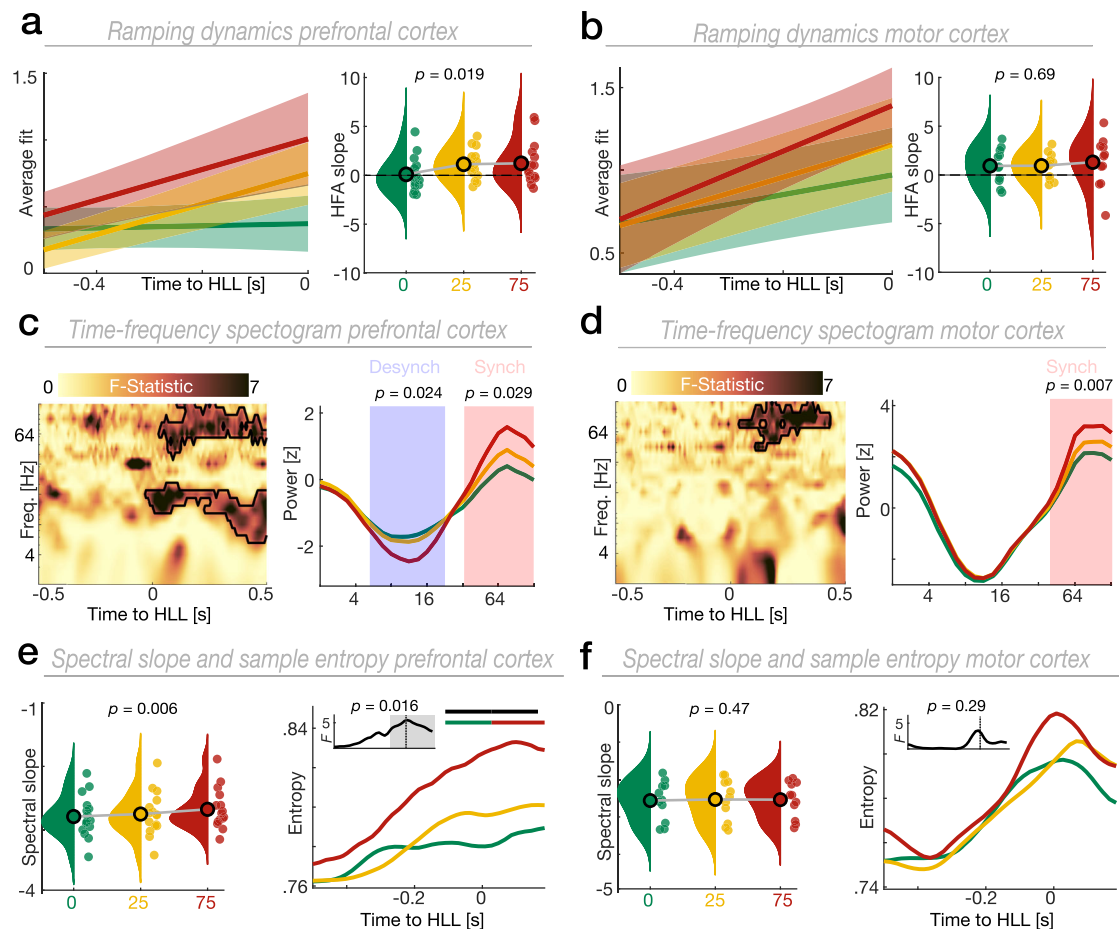 a Ramping dynamics prefrontal cortex
1.5
0
Average fit
-0.4
Time to HLL [s]
0
10
5
0
-5
-10
HFA slope
p = 0.019
0
25
75
b Ramping dynamics motor cortex
1.5
0.5
Average fit
-0.4
Time to HLL [s]
0
10
5
0
-5
-10
HFA slope
p = 0.69
0
25
75
c Time-frequency spectogram prefrontal cortex
0
F-Statistic
7
64
4
Freq. [Hz]
-0.5
0
0.5
Time to HLL [s]
Desynch
Synch
p = 0.024
p = 0.029
2
0
-2
Power [z]
4
16
64
d Time-frequency spectogram motor cortex
0
F-Statistic
7
64
4
Freq. [Hz]
-0.5
0
0.5
Time to HLL [s]
Synch
p = 0.007
4
0
Power [z]
4
16
64
e Spectral slope and sample entropy prefrontal cortex
-1
-4
Spectral slope
p = 0.006
0
25
75
.84
.76
Entropy
5
F
p = 0.016
-0.2
0
Time to HLL [s]
f Spectral slope and sample entropy motor cortex
0
-5
Spectral slope
p = 0.47
0
25
75
.82
.74
Entropy
5
F
p = 0.29
-0.2
0
Time to HLL [s]